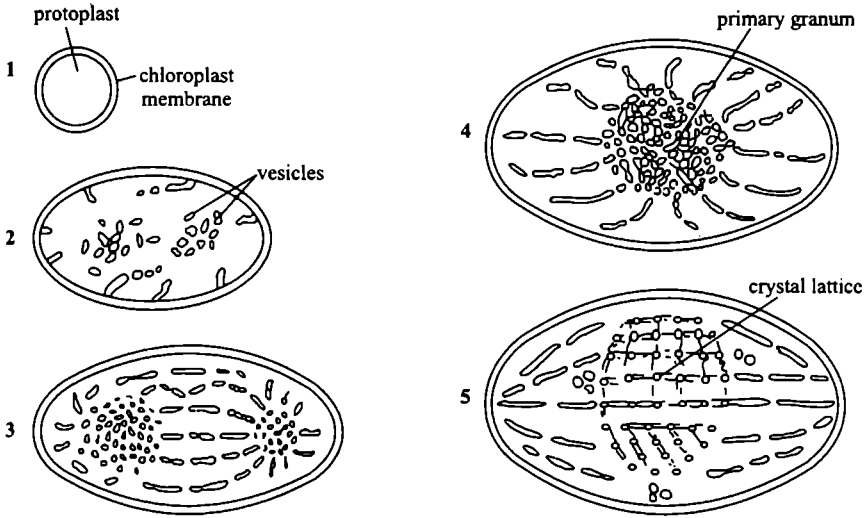 protoplast
1
chloroplast
membrane
vesicles
2
3
primary granum
4
crystal lattice
5